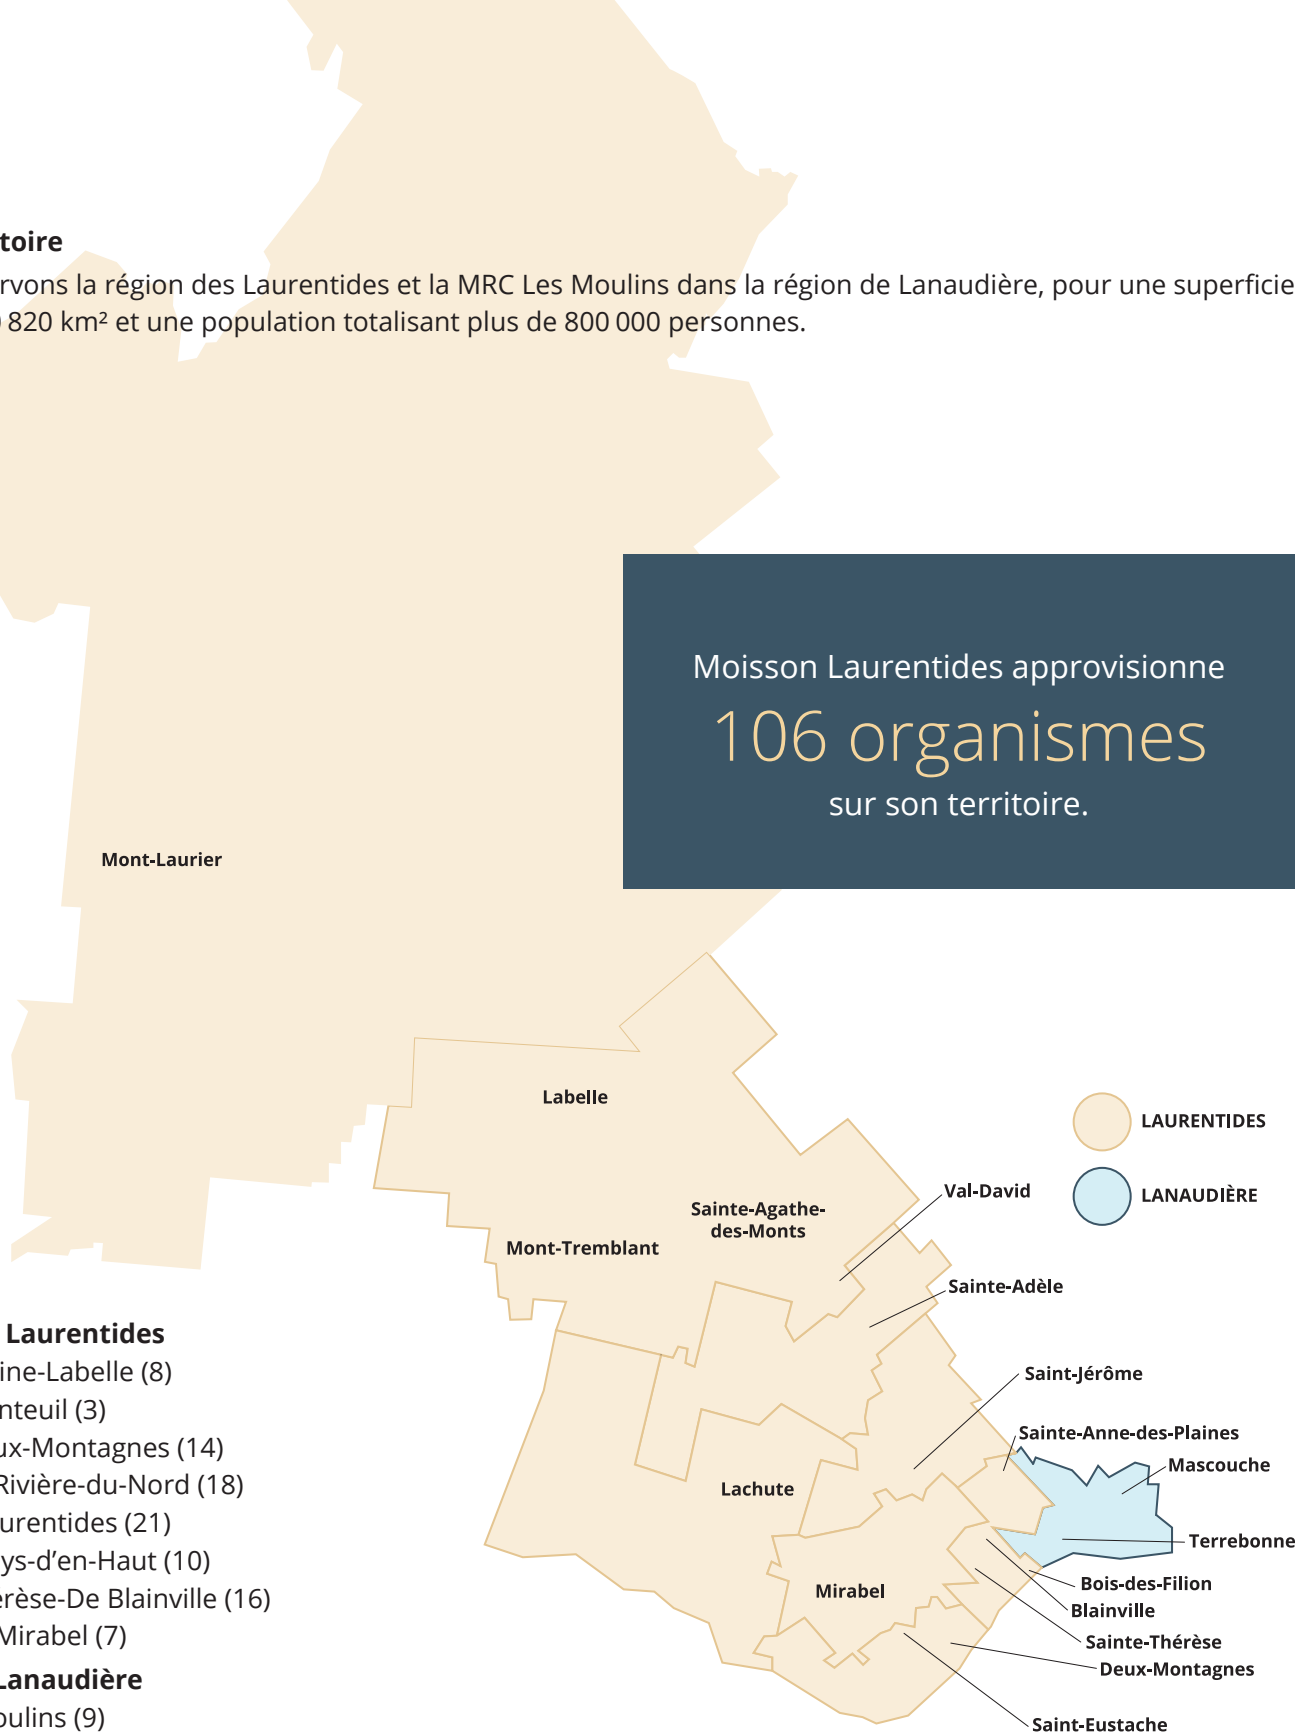 toire
rvons la région des Laurentides et la MRC Les Moulins dans la région de Lanaudière, pour une superficie
820 km² et une population totalisant plus de 800 000 personnes.
Moisson Laurentides approvisionne
106 organismes
sur son territoire.
Mont-Laurier
Labelle
LAURENTIDES
LANAUDIÈRE
Val-David
Sainte-Agathe-
des-Monts
Mont-Tremblant
Sainte-Adèle
Saint-Jérôme
Sainte-Anne-des-Plaines
Mascouche
Lachute
Terrebonne
Mirabel
Bois-des-Filion
Blainville
Sainte-Thérèse
Deux-Montagnes
Saint-Eustache
Laurentides
ine-Labelle (8)
nteuil (3)
ux-Montagnes (14)
Rivière-du-Nord (18)
urentides (21)
ys-d’en-Haut (10)
érèse-De Blainville (16)
Mirabel (7)
Lanaudière
oulins (9)